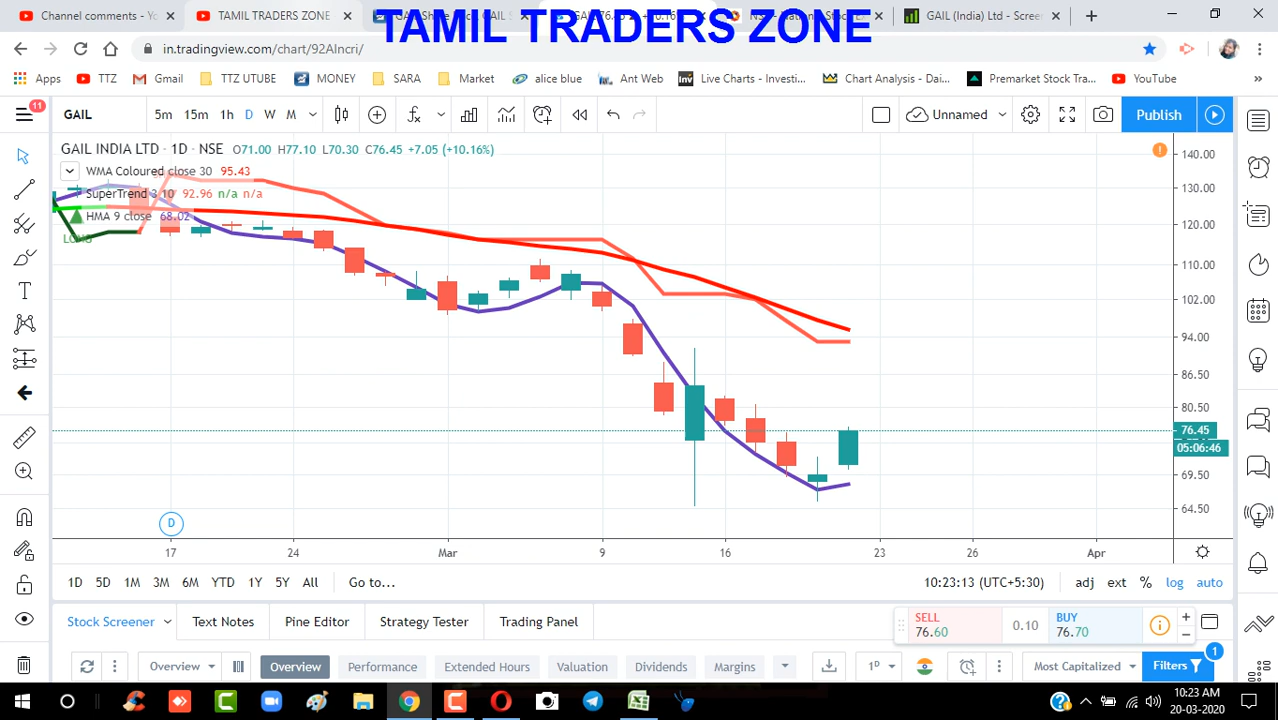 Channel comments - Yo
TAMIL TRADERS ZONE
GAIL (India) Ltd - Screen
TAMIL TRADERS ZONE
in.tradingview.com/chart/92AIncri/
Apps
TTZ
Gmail
TTZ UTUBE
MONEY
SARA
Market
alice blue
Ant Web
Live Charts - Investi...
Chart Analysis - Dai...
Premarket Stock Tra...
YouTube
»
11
GAIL
5m 15m 1h D W M
Unnamed
Publish
GAIL INDIA LTD · 1D · NSE O71.00 H77.10 L70.30 C76.45 +7.05 (+10.16%)
WMA Coloured close 30 95.43
SuperTrend 3 10 92.96 n/a n/a
HMA 9 close 68.02
LONG
140.00
130.00
120.00
110.00
102.00
94.00
86.50
80.50
76.45
05:06:46
69.50
64.50
D
17 24 Mar 9 16 23 26 Apr
1D 5D 1M 3M 6M YTD 1Y 5Y All Go to...
10:23:13 (UTC+5:30) adj ext % log auto
Stock Screener Text Notes Pine Editor Strategy Tester Trading Panel
SELL
76.60
0.10
BUY
76.70
1
Overview Overview Performance Extended Hours Valuation Dividends Margins
1D
Most Capitalized
Filters
10:23 AM
20-03-2020